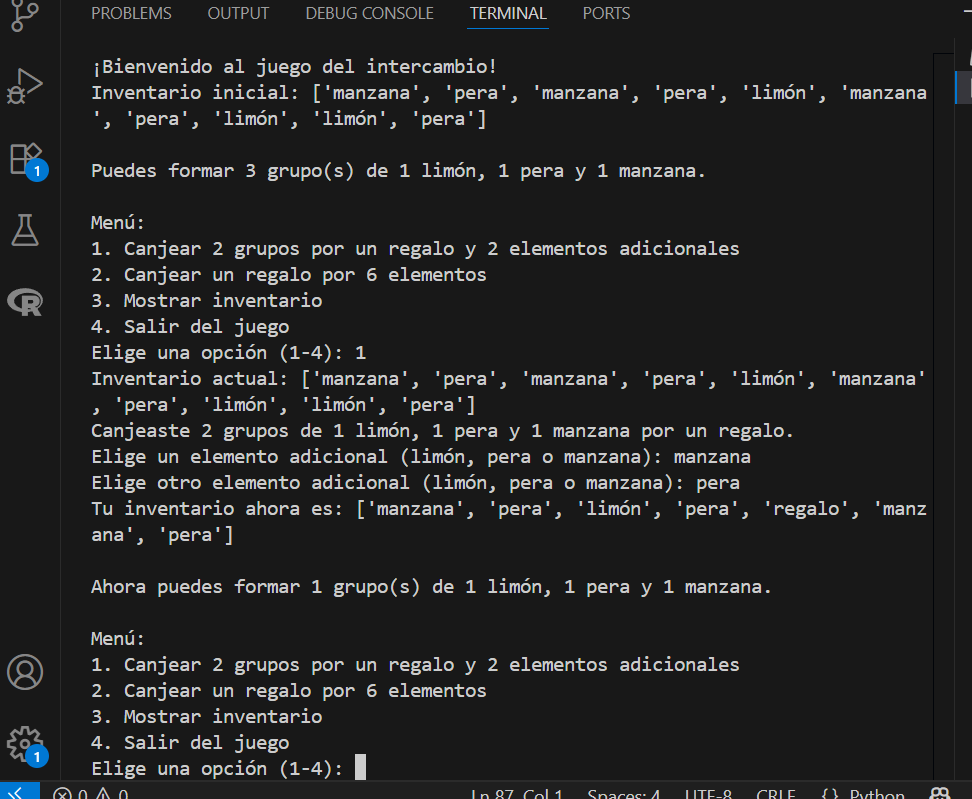 PROBLEMS OUTPUT DEBUG CONSOLE TERMINAL PORTS
¡Bienvenido al juego del intercambio!
Inventario inicial: ['manzana', 'pera', 'manzana', 'pera', 'limón', 'manzana
', 'pera', 'limón', 'limón', 'pera']
Puedes formar 3 grupo(s) de 1 limón, 1 pera y 1 manzana.
Menú:
1. Canjear 2 grupos por un regalo y 2 elementos adicionales
2. Canjear un regalo por 6 elementos
3. Mostrar inventario
4. Salir del juego
Elige una opción (1-4): 1
Inventario actual: ['manzana', 'pera', 'manzana', 'pera', 'limón', 'manzana'
, 'pera', 'limón', 'limón', 'pera']
Canjeaste 2 grupos de 1 limón, 1 pera y 1 manzana por un regalo.
Elige un elemento adicional (limón, pera o manzana): manzana
Elige otro elemento adicional (limón, pera o manzana): pera
Tu inventario ahora es: ['manzana', 'pera', 'limón', 'pera', 'regalo', 'manz
ana', 'pera']
Ahora puedes formar 1 grupo(s) de 1 limón, 1 pera y 1 manzana.
Menú:
1. Canjear 2 grupos por un regalo y 2 elementos adicionales
2. Canjear un regalo por 6 elementos
3. Mostrar inventario
4. Salir del juego
Elige una opción (1-4):
1
R
1
0 0 Ln 87, Col 1 Spaces: 4 UTF-8 CRLF {} Python